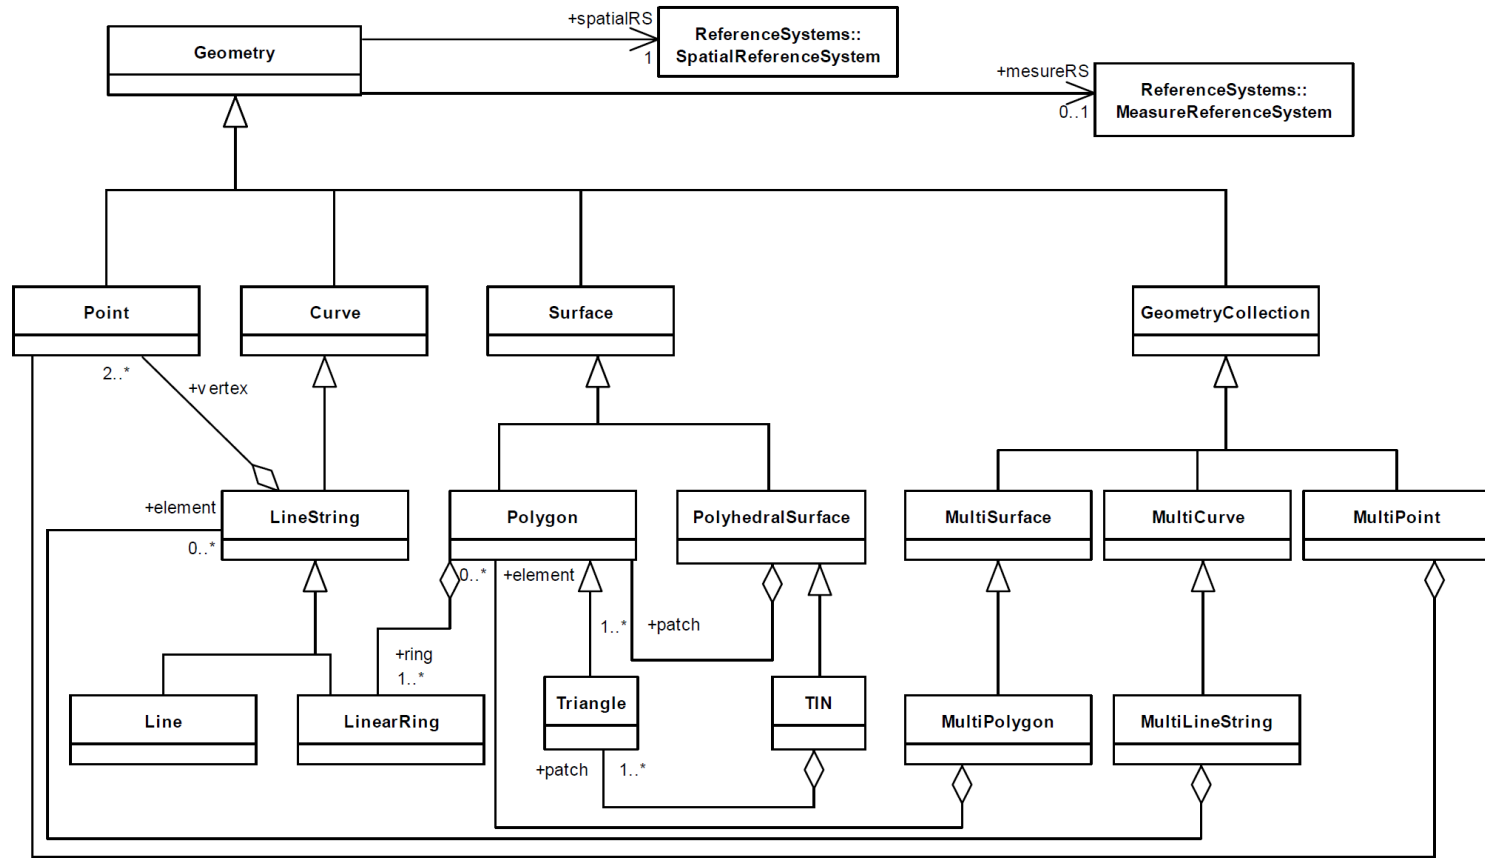 +spatialRS
ReferenceSystems::
SpatialReferenceSystem
1
Geometry
+mesureRS
ReferenceSystems::
MeasureReferenceSystem
0..1
Point
Curve
Surface
GeometryCollection
2..*
+vertex
+element
LineString
0..*
Polygon
PolyhedralSurface
MultiSurface
MultiCurve
MultiPoint
0..*
+element
1..*
+patch
+ring
1..*
Line
LinearRing
Triangle
TIN
MultiPolygon
MultiLineString
+patch
1..*